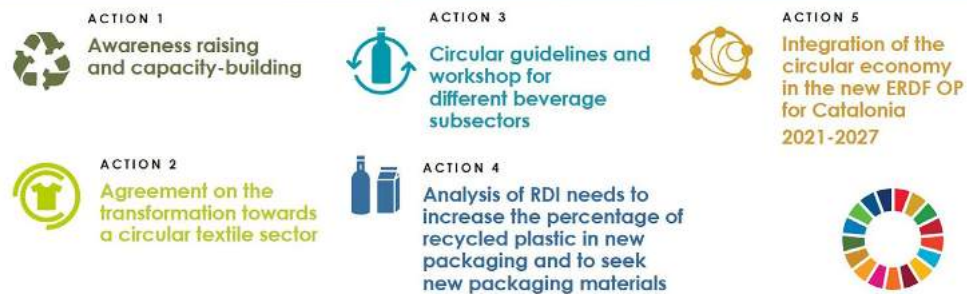 ACTION 1
Awareness raising
and capacity-building
ACTION 2
Agreement on the
transformation towards
a circular textile sector
ACTION 3
Circular guidelines and
workshop for
different beverage
subsectors
ACTION 4
Analysis of RDI needs to
increase the percentage of
recycled plastic in new
packaging and to seek
new packaging materials
ACTION 5
Integration of the
circular economy
in the new ERDF OP
for Catalonia
2021-2027